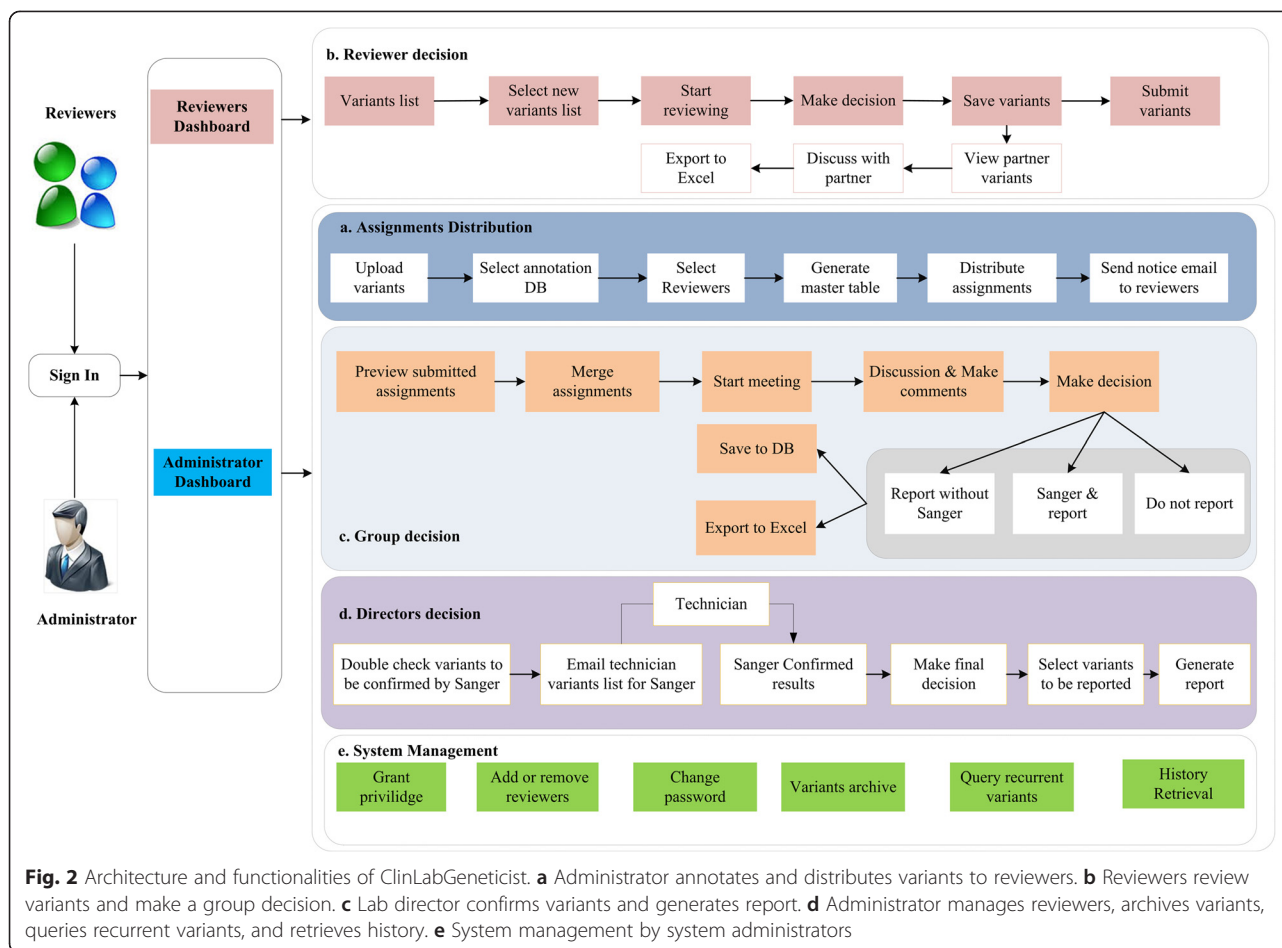 Reviewers
Sign In
Administrator
Reviewers
Dashboard
Administrator
Dashboard
b. Reviewer decision
Variants list
Select new
variants list
Start
reviewing
Make decision
Save variants
Submit
variants
Export to
Excel
Discuss with
partner
View partner
variants
a. Assignments Distribution
Upload
variants
Select annotation
DB
Select
Reviewers
Generate
master table
Distribute
assignments
Send notice email
to reviewers
Preview submitted
assignments
Merge
assignments
Start meeting
Discussion & Make
comments
Make decision
Save to DB
Export to Excel
Report without
Sanger
Sanger &
report
Do not report
c. Group decision
d. Directors decision
Technician
Double check variants to
be confirmed by Sanger
Email technician
variants list for Sanger
Sanger Confirmed
results
Make final
decision
Select variants
to be reported
Generate
report
e. System Management
Grant
privilidge
Add or remove
reviewers
Change
password
Variants archive
Query recurrent
variants
History
Retrieval
Fig. 2 Architecture and functionalities of ClinLabGeneticist. a Administrator annotates and distributes variants to reviewers. b Reviewers review
variants and make a group decision. c Lab director confirms variants and generates report. d Administrator manages reviewers, archives variants,
queries recurrent variants, and retrieves history. e System management by system administrators